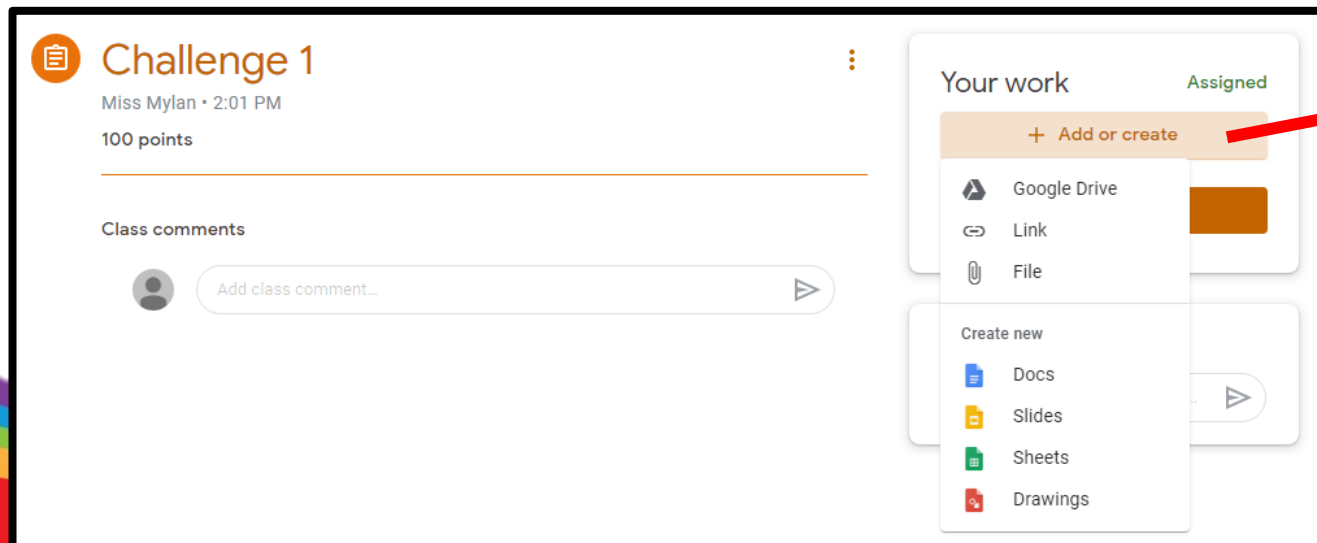 Challenge 1
Miss Mylan • 2:01 PM
100 points
Class comments
Add class comment...
Your work
Assigned
+ Add or create
Google Drive
Link
File
Create new
Docs
Slides
Sheets
Drawings